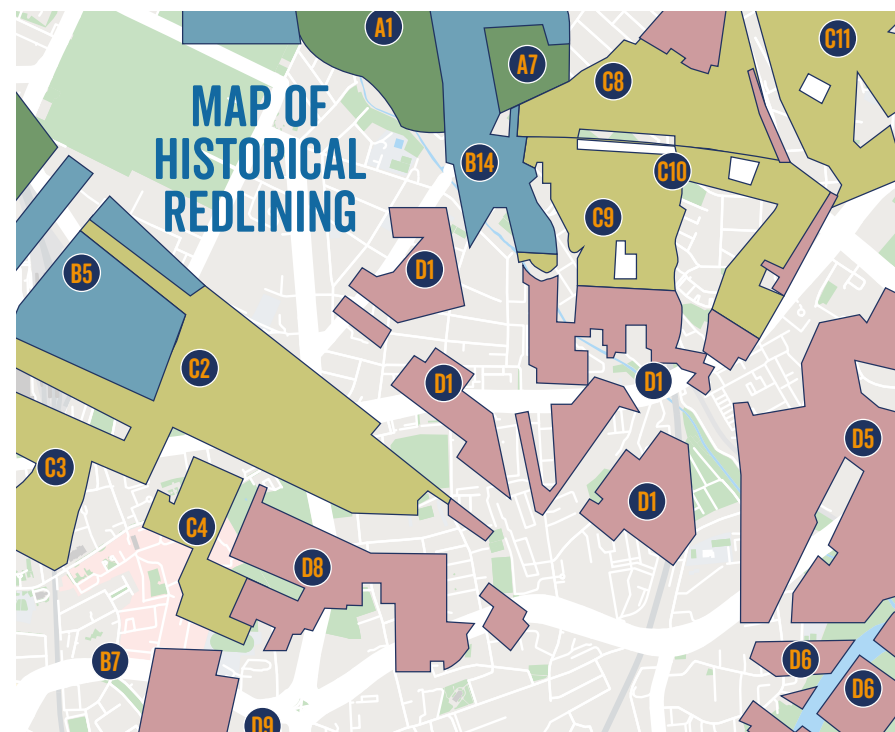 A1
C11
A7
C8
MAP OF
HISTORICAL
REDLINING
B14
C10
C9
B5
D1
C2
D1
D1
D5
C3
D1
C4
D8
B7
D6
D6
D9